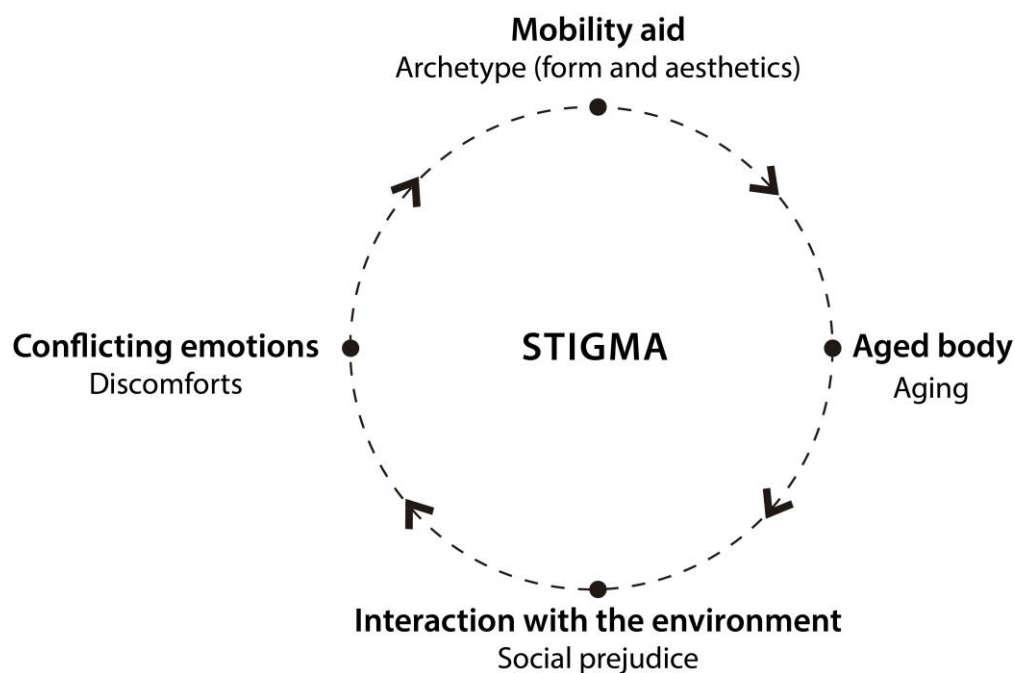 Mobility aid
Archetype (form and aesthetics)
Conflicting emotions
Discomforts
STIGMA
Aged body
Aging
Interaction with the environment
Social prejudice